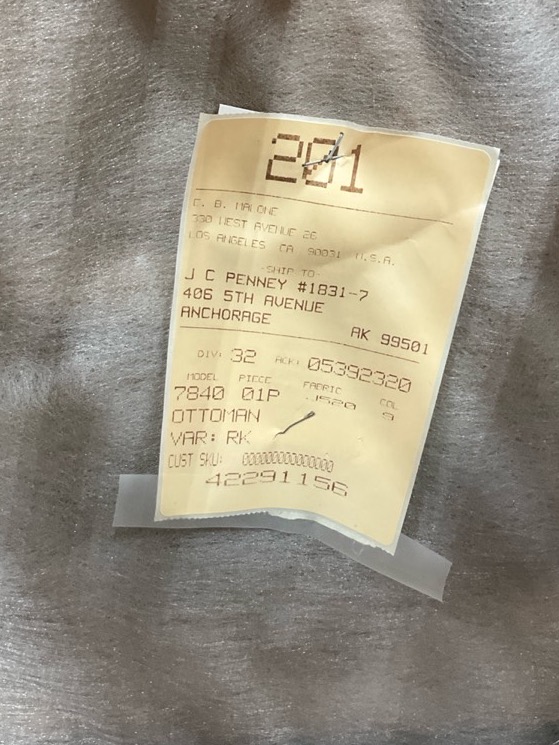 201
C. B. MALONE
330 WEST AVENUE 26
LOS ANGELES CA 90031 U.S.A.
-SHIP TO-
J C PENNEY #1831-7
406 5TH AVENUE
ANCHORAGE AK 99501
DIV: 32 ACK: 05392320
MODEL PIECE FABRIC COL
7840 01P J520 9
OTTOMAN
VAR: RK
CUST SKU: 0000000000000
42291156